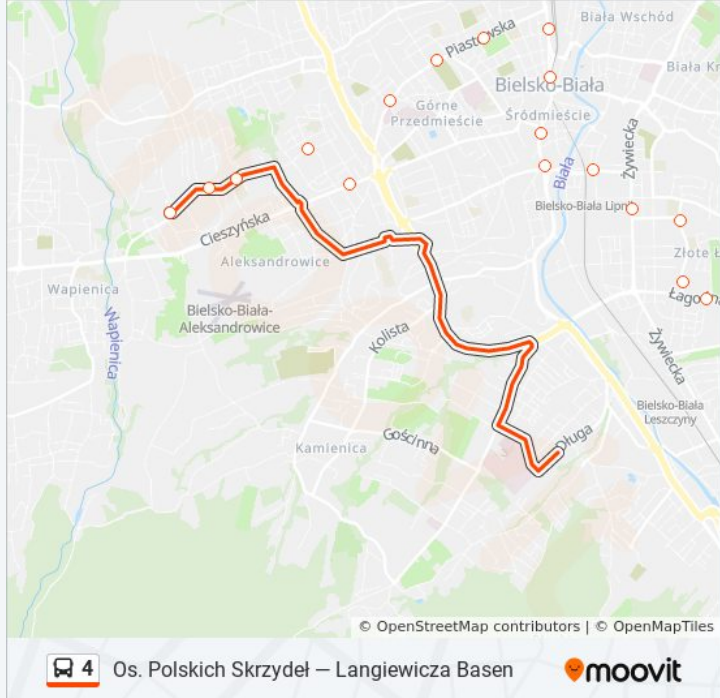 Biała Wschód
Piastowska
Bielsko-Biała
Biała Kr
Górne
Przedmieście
Śródmieście
Żywiecka
Biała
Bielsko-Biała Lipnik
Cieszyńska
Aleksandrowice
Złote Ł
Wapienica
Łagodna
Bielsko-Biała-
Aleksandrowice
Wapienica
Kolista
Żywiecka
Bielsko-Biała
Leszczyny
Gościnna
Długa
Kamienica
© OpenStreetMap contributors | © OpenMapTiles
4 Os. Polskich Skrzydeł — Langiewicza Basen
moovit